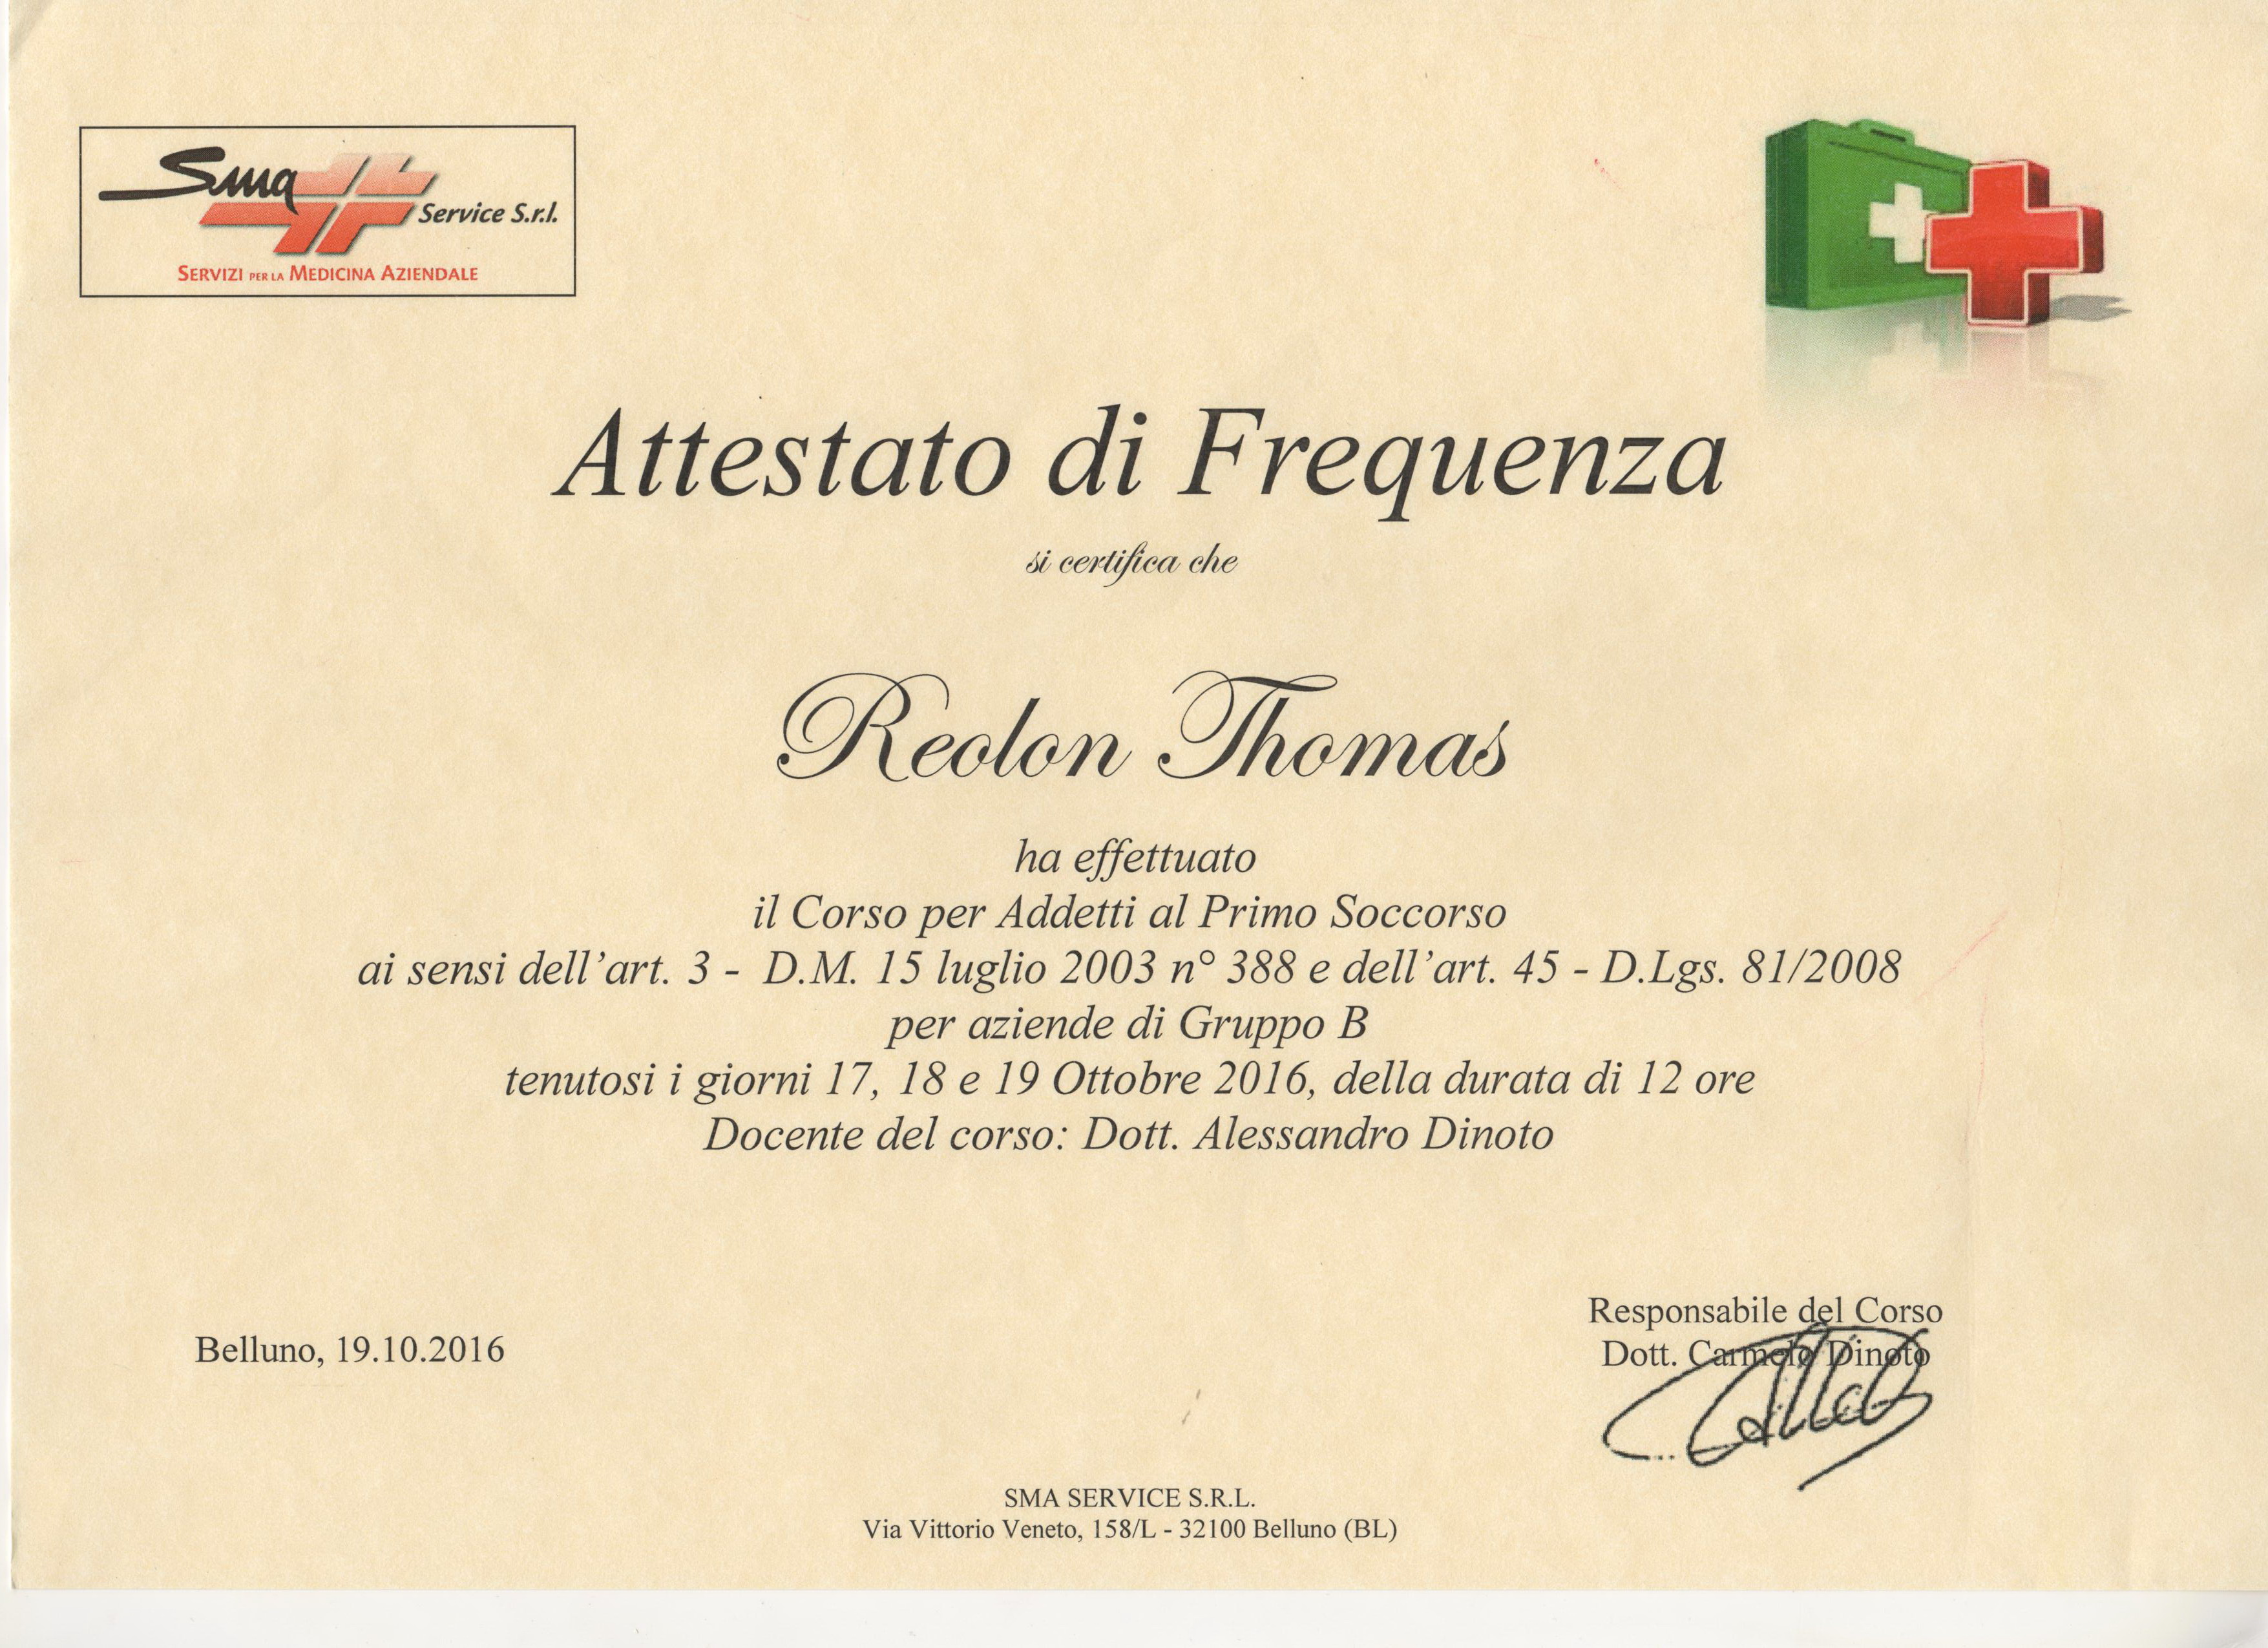 Sma
Service S.r.l.
SERVIZI PER LA MEDICINA AZIENDALE
Attestato di Frequenza
si certifica che
Reolon Thomas
ha effettuato
il Corso per Addetti al Primo Soccorso
ai sensi dell'art. 3 - D.M. 15 luglio 2003 n° 388 e dell'art. 45 - D.Lgs. 81/2008
per aziende di Gruppo B
tenutosi i giorni 17, 18 e 19 Ottobre 2016, della durata di 12 ore
Docente del corso: Dott. Alessandro Dinoto
Belluno, 19.10.2016
Responsabile del Corso
Dott. Carmelo Dinoto
SMA SERVICE S.R.L.
Via Vittorio Veneto, 158/L - 32100 Belluno (BL)